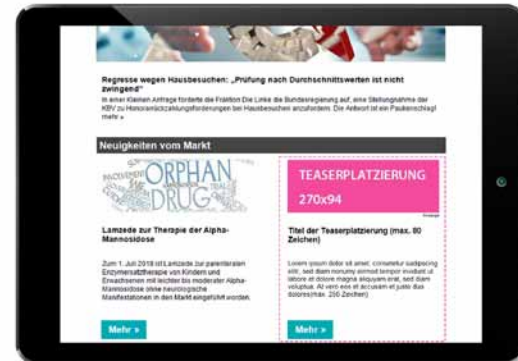 Regresse wegen Hausbesuchen: „Prüfung nach Durchschnittswerten ist nicht
zwingend“
In einer Kleinen Anfrage forderte die Fraktion Die Linke die Bundesregierung auf, eine Stellungnahme der
KBV zu Honorarrückzahlungsforderungen bei Hausbesuchen anzufordern. Die Antwort ist ein Paukenschlag!
mehr »
Neuigkeiten vom Markt
ORPHAN
DRUG
TRIAL
Lamzede zur Therapie der Alpha-
Mannosidose
Zum 1. Juli 2018 ist Lamzede zur parenteralen
Enzymersatztherapie von Kindern und
Erwachsenen mit leichter bis moderater Alpha-
Mannosidose ohne neurologische
Manifestationen in den Markt eingeführt worden.
Mehr »
TEASERPLATZIERUNG
270x94
Anzeige
Titel der Teaserplatzierung (max. 80
Zeichen)
Lorem ipsum dolor sit amet, consetetur sadipscing
elitr, sed diam nonumy eirmod tempor invidunt ut
labore et dolore magna aliquyam erat, sed diam
voluptua. At vero eos et accusam et justo duo
dolores(max. 250 Zeichen)
Mehr »